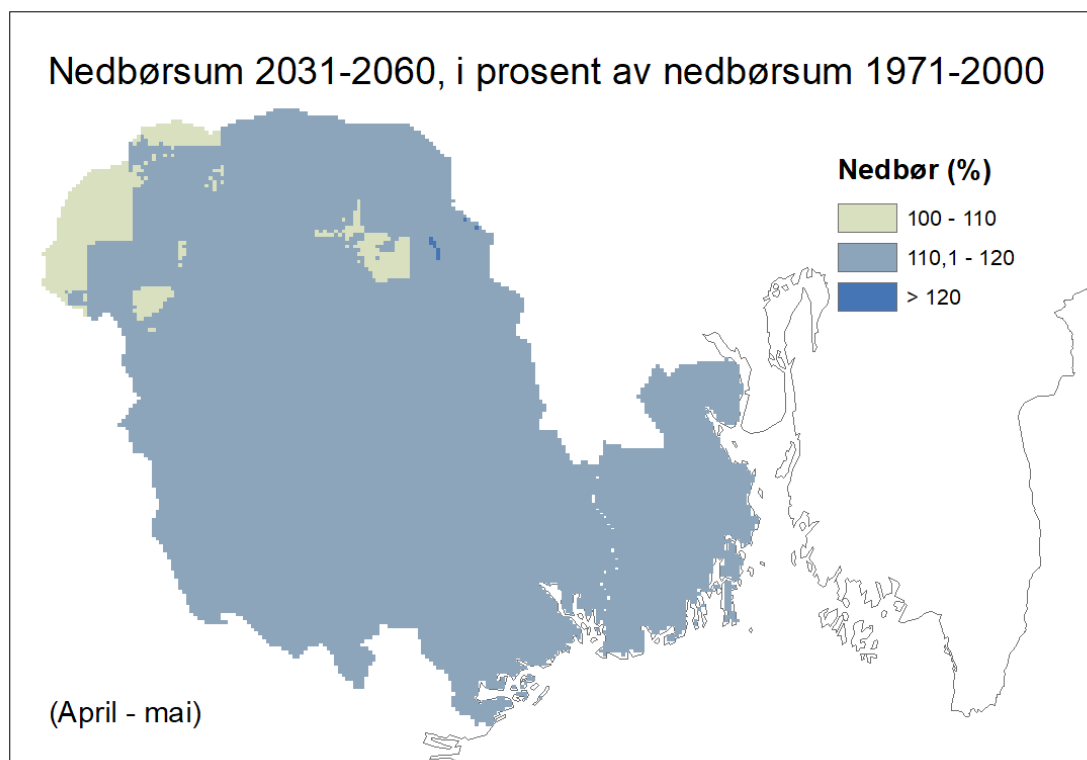 Nedbørsum 2031-2060, i prosent av nedbørsum 1971-2000
Nedbør (%)
100 - 110
110,1 - 120
> 120
(April - mai)